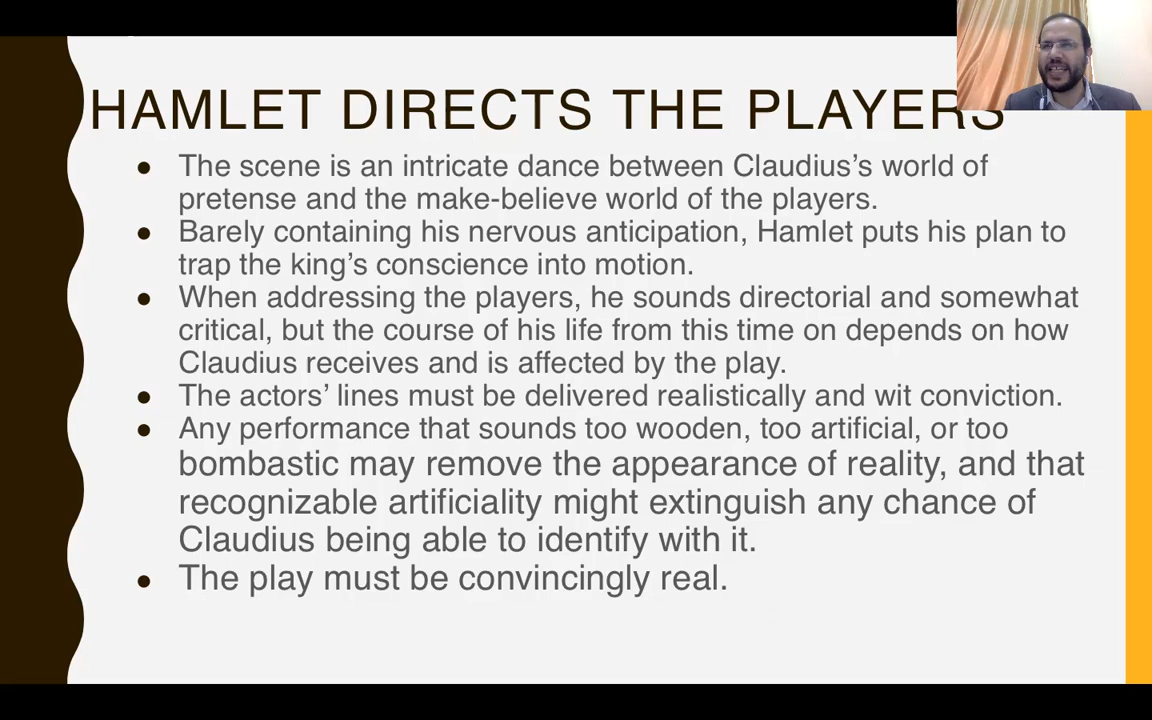 HAMLET DIRECTS THE PLAYERS
● The scene is an intricate dance between Claudius’s world of
pretense and the make-believe world of the players.
● Barely containing his nervous anticipation, Hamlet puts his plan to
trap the king’s conscience into motion.
● When addressing the players, he sounds directorial and somewhat
critical, but the course of his life from this time on depends on how
Claudius receives and is affected by the play.
● The actors’ lines must be delivered realistically and wit conviction.
● Any performance that sounds too wooden, too artificial, or too
bombastic may remove the appearance of reality, and that
recognizable artificiality might extinguish any chance of
Claudius being able to identify with it.
● The play must be convincingly real.